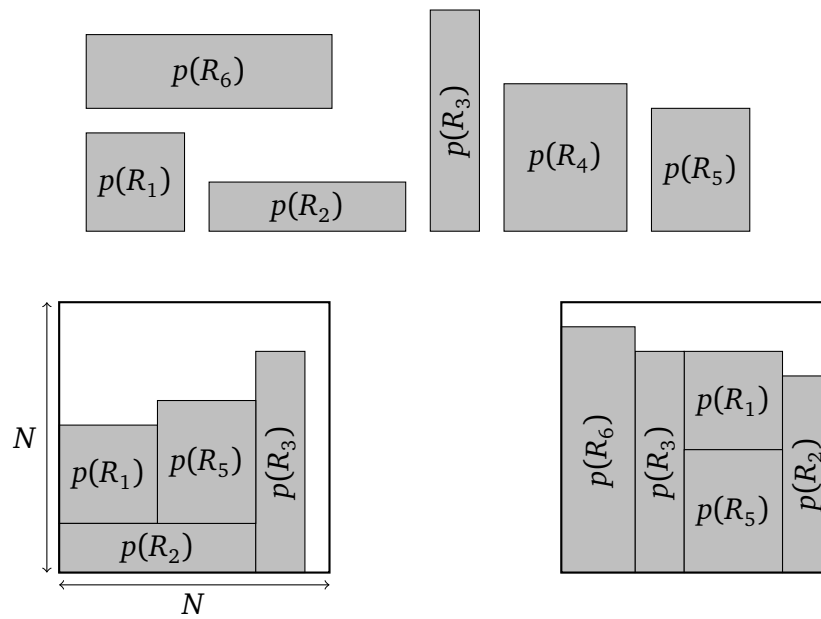 p(R₆)
p(R₃)
p(R₁)
p(R₂)
p(R₄)
p(R₅)
N
p(R₁)
p(R₅)
p(R₃)
p(R₂)
N
p(R₆)
p(R₃)
p(R₁)
p(R₅)
p(R₂)